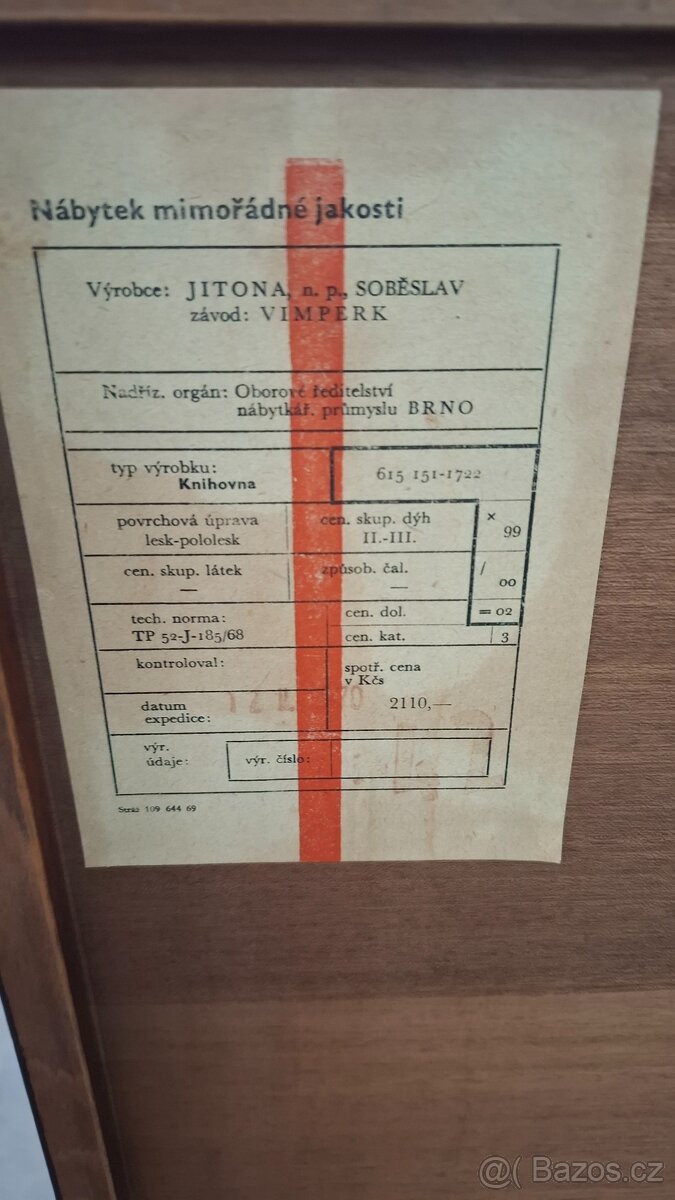 Nábytek mimořádné jakosti
Výrobce: JITONA, n. p., SOBĚSLAV
závod: VIMPERK
Nadříz. orgán: Oborové ředitelství
nábytkář. průmyslu BRNO
typ výrobku:
Knihovna
615 151-1722
povrchová úprava
lesk-pololesk
cen. skup. dýh
II.-III.
× 99
cen. skup. látek
—
způsob. čal.
—
/ 00
tech. norma:
TP 52-J-185/68
cen. dol.
= 02
cen. kat.
3
kontroloval:
spotř. cena
v Kčs
2110,—
datum
expedice:
výr.
údaje:
výr. číslo:
Stráž 109 644 69
@( Bazos.cz